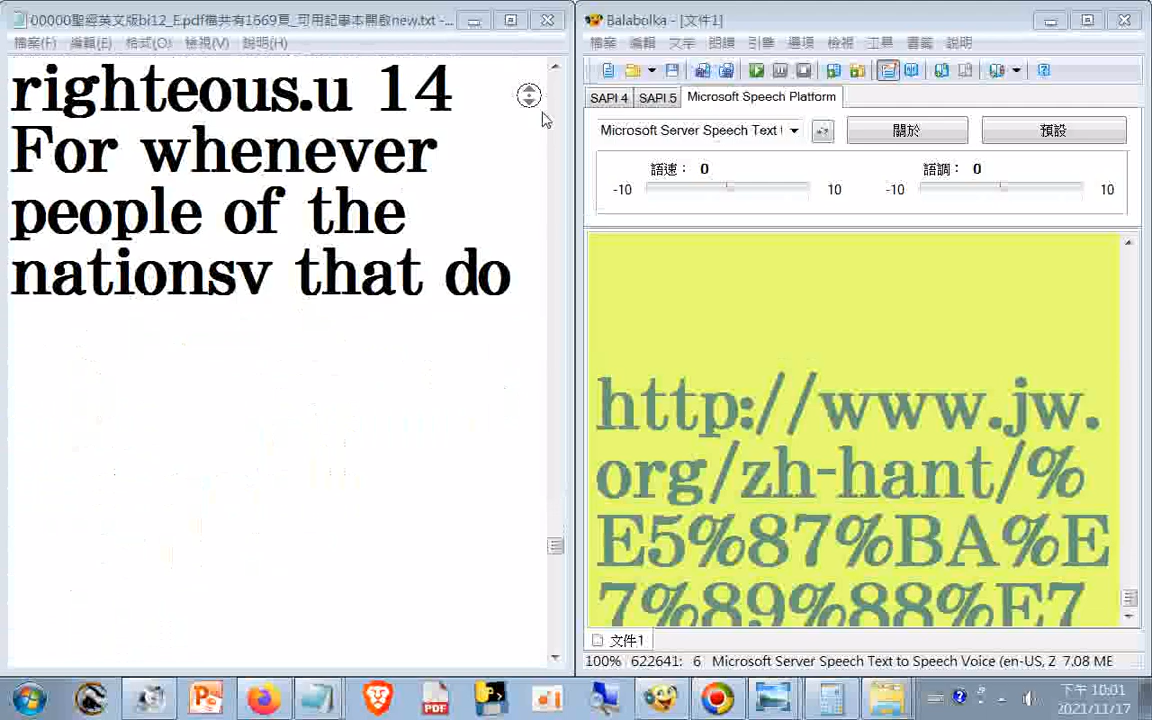 00000聖經英文版bi12_E.pdf檔共有1669頁_可用記事本開啟new.txt -...
檔案(F) 編輯(E) 格式(O) 檢視(V) 說明(H)
righteous.u 14
For whenever
people of the
nationsv that do
Balabolka - [文件1]
檔案 編輯 文字 朗讀 引擎 選項 檢視 工具 書籤 說明
SAPI 4 SAPI 5 Microsoft Speech Platform
Microsoft Server Speech Text 關於 預設
語速： 0 語調： 0
-10 10 -10 10
http://www.jw.
org/zh-hant/%
E5%87%BA%E
7%89%88%E7
文件1
100% 622641: 6 Microsoft Server Speech Text to Speech Voice (en-US, Z 7.08 ME
PDF
下午 10:01
2021/11/17